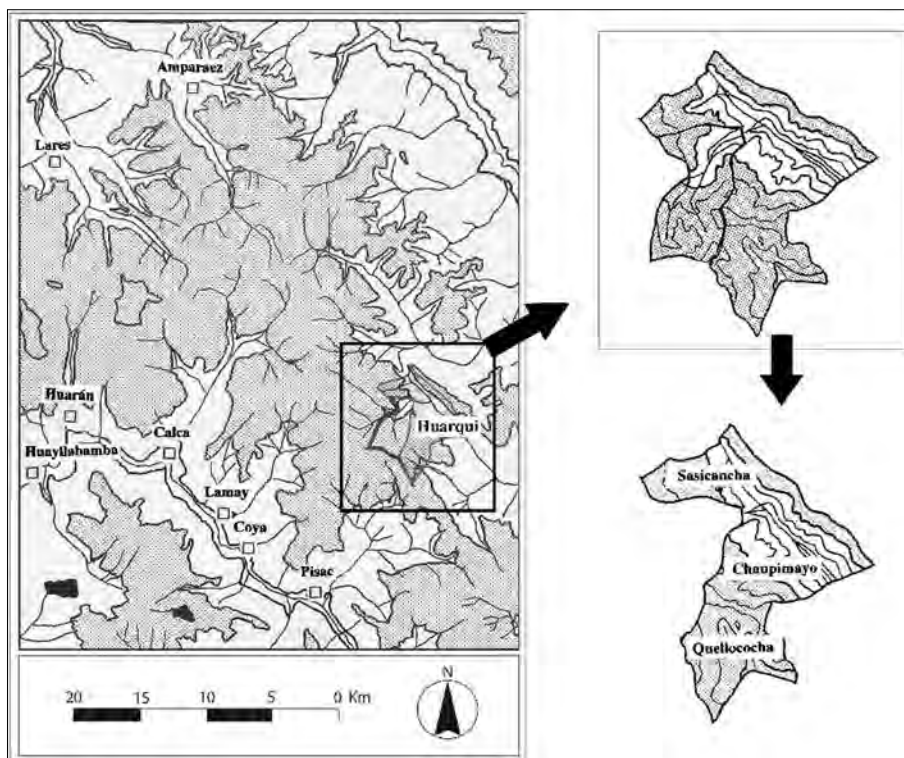 Amparaez
Lares
Huarqui
Huarán
Calca
Huayllabamba
Lamay
Coya
Pisac
20 15 10 5 0 Km
N
Sasicancha
Chaupimayo
Quellococha